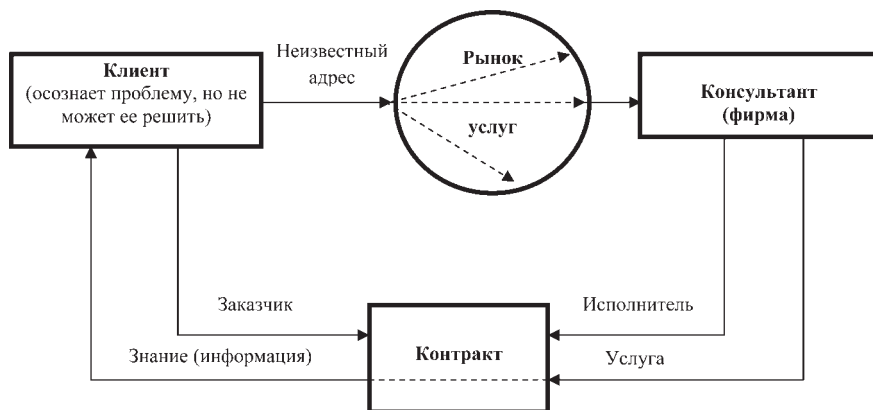 Клиент
(осознает проблему, но не
может ее решить)
Неизвестный
адрес
Рынок
услуг
Консультант
(фирма)
Заказчик
Исполнитель
Знание (информация)
Контракт
Услуга